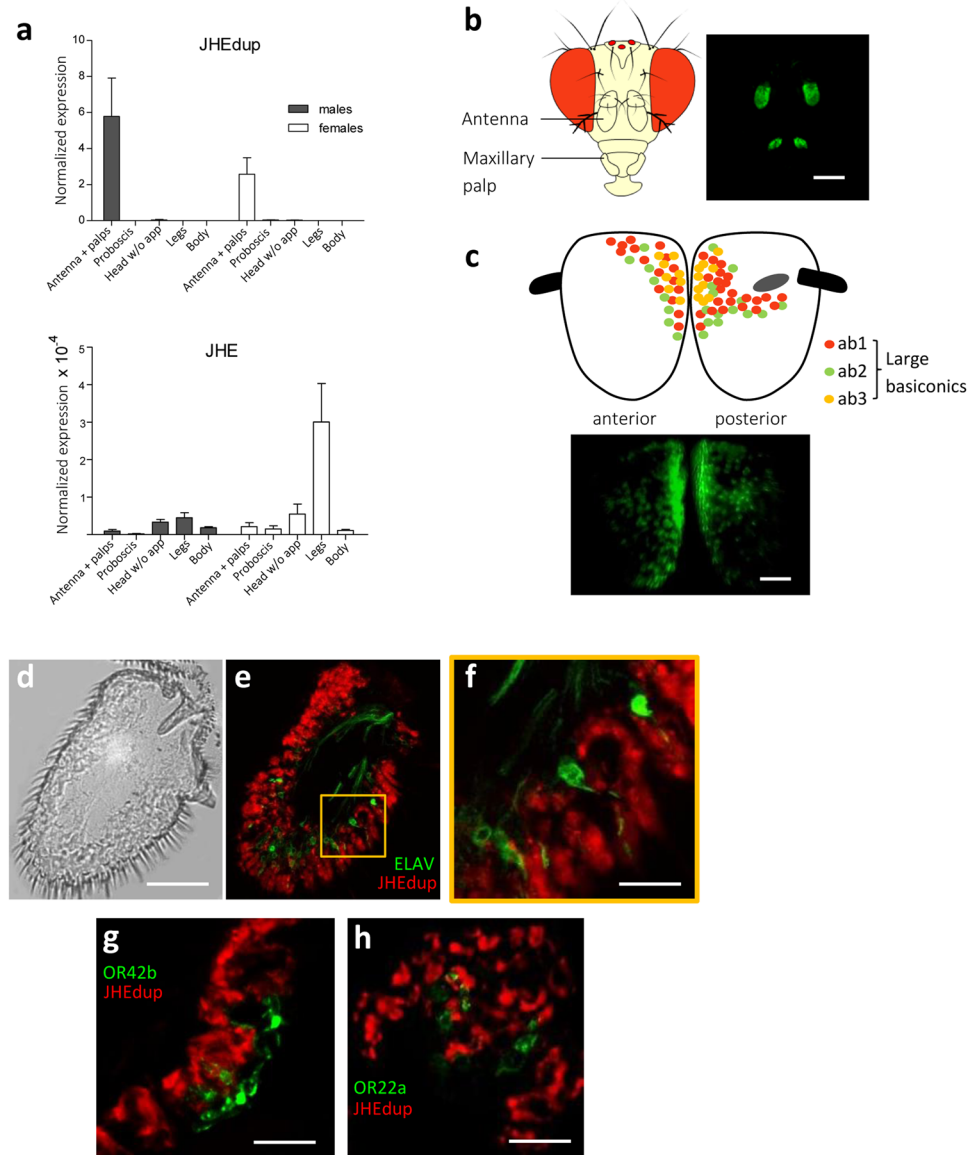 a
JHEdup
Normalized expression
10
8
6
4
2
0
males
females
Antenna + palps
Proboscis
Head w/o app
Legs
Body
Antenna + palps
Proboscis
Head w/o app
Legs
Body
JHE
Normalized expression x 10-4
5
4
3
2
1
Antenna + palps
Proboscis
Head w/o app
Legs
Body
Antenna + palps
Proboscis
Head w/o app
Legs
Body
b
Antenna
Maxillary
palp
c
ab1
ab2
ab3
Large
basiconics
anterior
posterior
d
e
ELAV
JHEdup
f
g
OR42b
JHEdup
h
OR22a
JHEdup